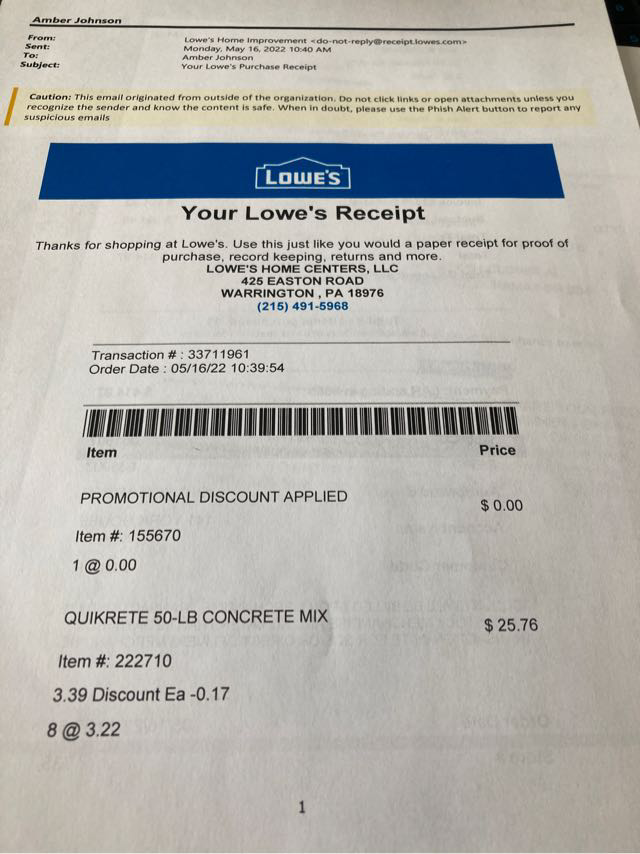 Amber Johnson
From: Lowe's Home Improvement <do-not-reply@receipt.lowes.com>
Sent: Monday, May 16, 2022 10:40 AM
To: Amber Johnson
Subject: Your Lowe's Purchase Receipt
Caution: This email originated from outside of the organization. Do not click links or open attachments unless you
recognize the sender and know the content is safe. When in doubt, please use the Phish Alert button to report any
suspicious emails
LOWE'S
Your Lowe's Receipt
Thanks for shopping at Lowe's. Use this just like you would a paper receipt for proof of
purchase, record keeping, returns and more.
LOWE'S HOME CENTERS, LLC
425 EASTON ROAD
WARRINGTON , PA 18976
(215) 491-5968
Transaction # : 33711961
Order Date : 05/16/22 10:39:54
Item Price
PROMOTIONAL DISCOUNT APPLIED $ 0.00
Item #: 155670
1 @ 0.00
QUIKRETE 50-LB CONCRETE MIX $ 25.76
Item #: 222710
3.39 Discount Ea -0.17
8 @ 3.22
1